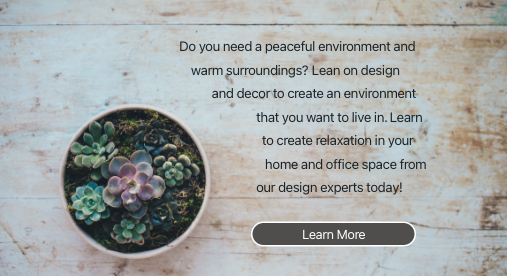 Do you need a peaceful environment and
warm surroundings? Lean on design
and decor to create an environment
that you want to live in. Learn
to create relaxation in your
home and office space from
our design experts today!
Learn More